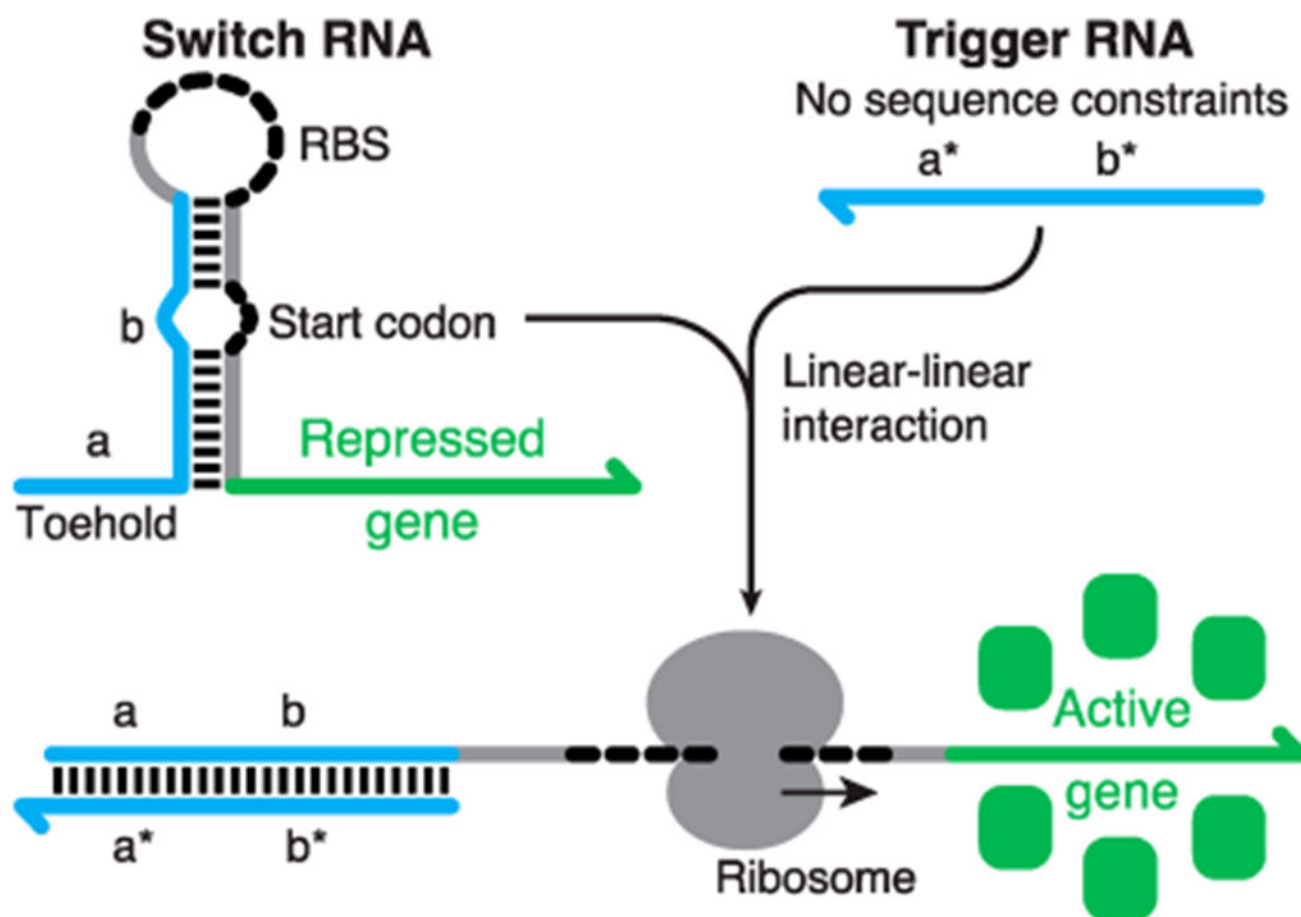 Switch RNA
RBS
b
Start codon
a
Repressed
Toehold
gene
Trigger RNA
No sequence constraints
a* b*
Linear-linear
interaction
a b
a* b*
Ribosome
Active
gene